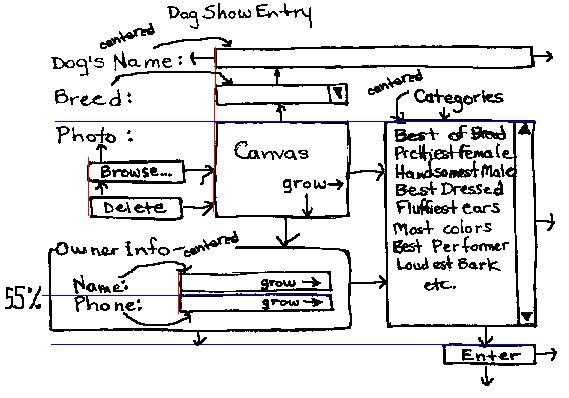 Dog Show Entry
centered
Dog's Name:
Breed:
centered
Categories
Photo:
Canvas
grow
Browse...
Delete
Best of Breed
Prettiest female
Handsomest Male
Best Dressed
Fluffiest ears
Most colors
Best Performer
Loudest Bark
etc.
Owner Info
centered
Name:
grow
Phone:
grow
55%
Enter